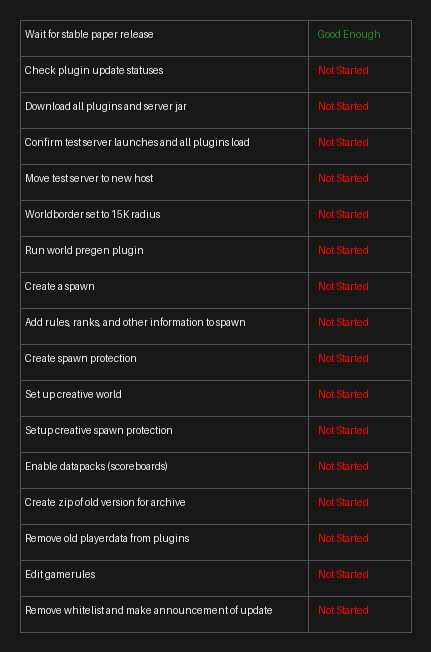 Wait for stable paper release Good Enough
Check plugin update statuses Not Started
Download all plugins and server jar Not Started
Confirm test server launches and all plugins load Not Started
Move test server to new host Not Started
Worldborder set to 15K radius Not Started
Run world pregen plugin Not Started
Create a spawn Not Started
Add rules, ranks, and other information to spawn Not Started
Create spawn protection Not Started
Set up creative world Not Started
Setup creative spawn protection Not Started
Enable datapacks (scoreboards) Not Started
Create zip of old version for archive Not Started
Remove old playerdata from plugins Not Started
Edit gamerules Not Started
Remove whitelist and make announcement of update Not Started